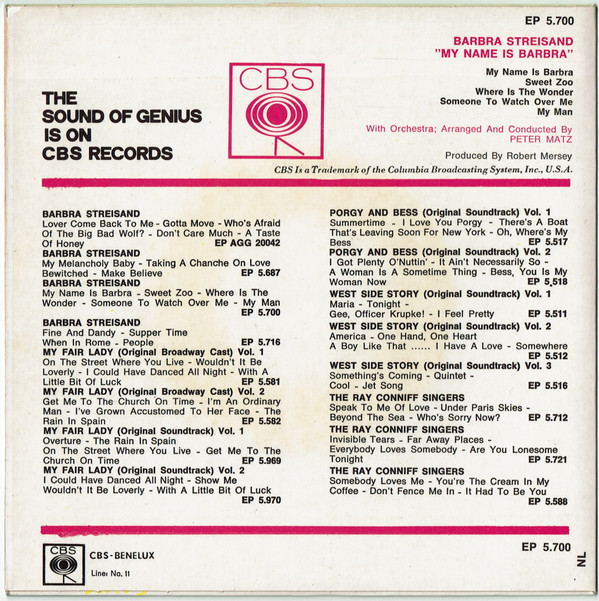 EP 5.700
BARBRA STREISAND
"MY NAME IS BARBRA"
My Name Is Barbra
Sweet Zoo
Where Is The Wonder
Someone To Watch Over Me
My Man
With Orchestra; Arranged And Conducted By
PETER MATZ
Produced By Robert Mersey
CBS Is a Trademark of the Columbia Broadcasting System, Inc., U.S.A.
CBS
THE
SOUND OF GENIUS
IS ON
CBS RECORDS
BARBRA STREISAND
Lover Come Back To Me - Gotta Move - Who's Afraid
Of The Big Bad Wolf? - Don't Care Much - A Taste
Of Honey EP AGG 20042
BARBRA STREISAND
My Melancholy Baby - Taking A Chanche On Love
Bewitched - Make Believe EP 5.687
BARBRA STREISAND
My Name Is Barbra - Sweet Zoo - Where Is The
Wonder - Someone To Watch Over Me - My Man
EP 5.700
BARBRA STREISAND
Fine And Dandy - Supper Time
When In Rome - People EP 5.716
MY FAIR LADY (Original Broadway Cast) Vol. 1
On The Street Where You Live - Wouldn't It Be
Loverly - I Could Have Danced All Night - With A
Little Bit Of Luck EP 5.581
MY FAIR LADY (Original Broadway Cast) Vol. 2
Get Me To The Church On Time - I'm An Ordinary
Man - I've Grown Accustomed To Her Face - The
Rain In Spain EP 5.582
MY FAIR LADY (Original Soundtrack) Vol. 1
Overture - The Rain In Spain
On The Street Where You Live - Get Me To The
Church On Time EP 5.969
MY FAIR LADY (Original Soundtrack) Vol. 2
I Could Have Danced All Night - Show Me
Wouldn't It Be Loverly - With A Little Bit Of Luck
EP 5.970
PORGY AND BESS (Original Soundtrack) Vol. 1
Summertime - I Love You Porgy - There's A Boat
That's Leaving Soon For New York - Oh, Where's My
Bess EP 5.517
PORGY AND BESS (Original Soundtrack) Vol. 2
I Got Plenty O'Nuttin' - It Ain't Necessarily So -
A Woman Is A Sometime Thing - Bess, You Is My
Woman Now EP 5,518
WEST SIDE STORY (Original Soundtrack) Vol. 1
Maria - Tonight -
Gee, Officer Krupke! - I Feel Pretty EP 5.511
WEST SIDE STORY (Original Soundtrack) Vol. 2
America - One Hand, One Heart
A Boy Like That ...... I Have A Love - Somewhere
EP 5.512
WEST SIDE STORY (Original Soundtrack) Vol. 3
Something's Coming - Quintet -
Cool - Jet Song EP 5.516
THE RAY CONNIFF SINGERS
Speak To Me Of Love - Under Paris Skies -
Beyond The Sea - Who's Sorry Now? EP 5.712
THE RAY CONNIFF SINGERS
Invisible Tears - Far Away Places -
Everybody Loves Somebody - Are You Lonesome
Tonight EP 5.721
THE RAY CONNIFF SINGERS
Somebody Loves Me - You're The Cream In My
Coffee - Don't Fence Me In - It Had To Be You
EP 5.588
CBS
CBS-BENELUX
Liner No. 11
EP 5.700
NL